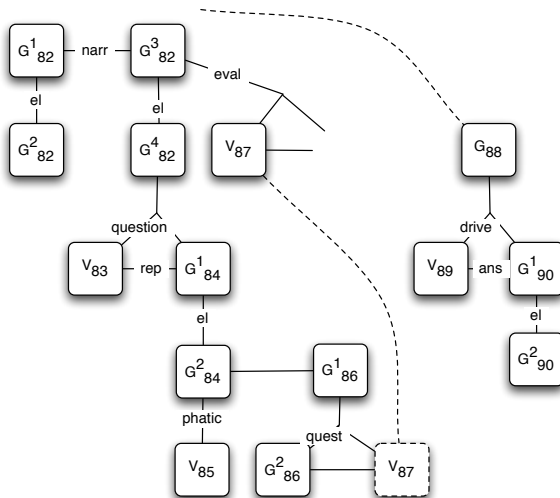 G¹₈₂ narr G³₈₂
eval
el el
G²₈₂ G⁴₈₂ V₈₇ G₈₈
question drive
V₈₃ rep G¹₈₄ V₈₉ ans G¹₉₀
el el
G²₈₄ G¹₈₆ G²₉₀
phatic quest
V₈₅ G²₈₆ V₈₇